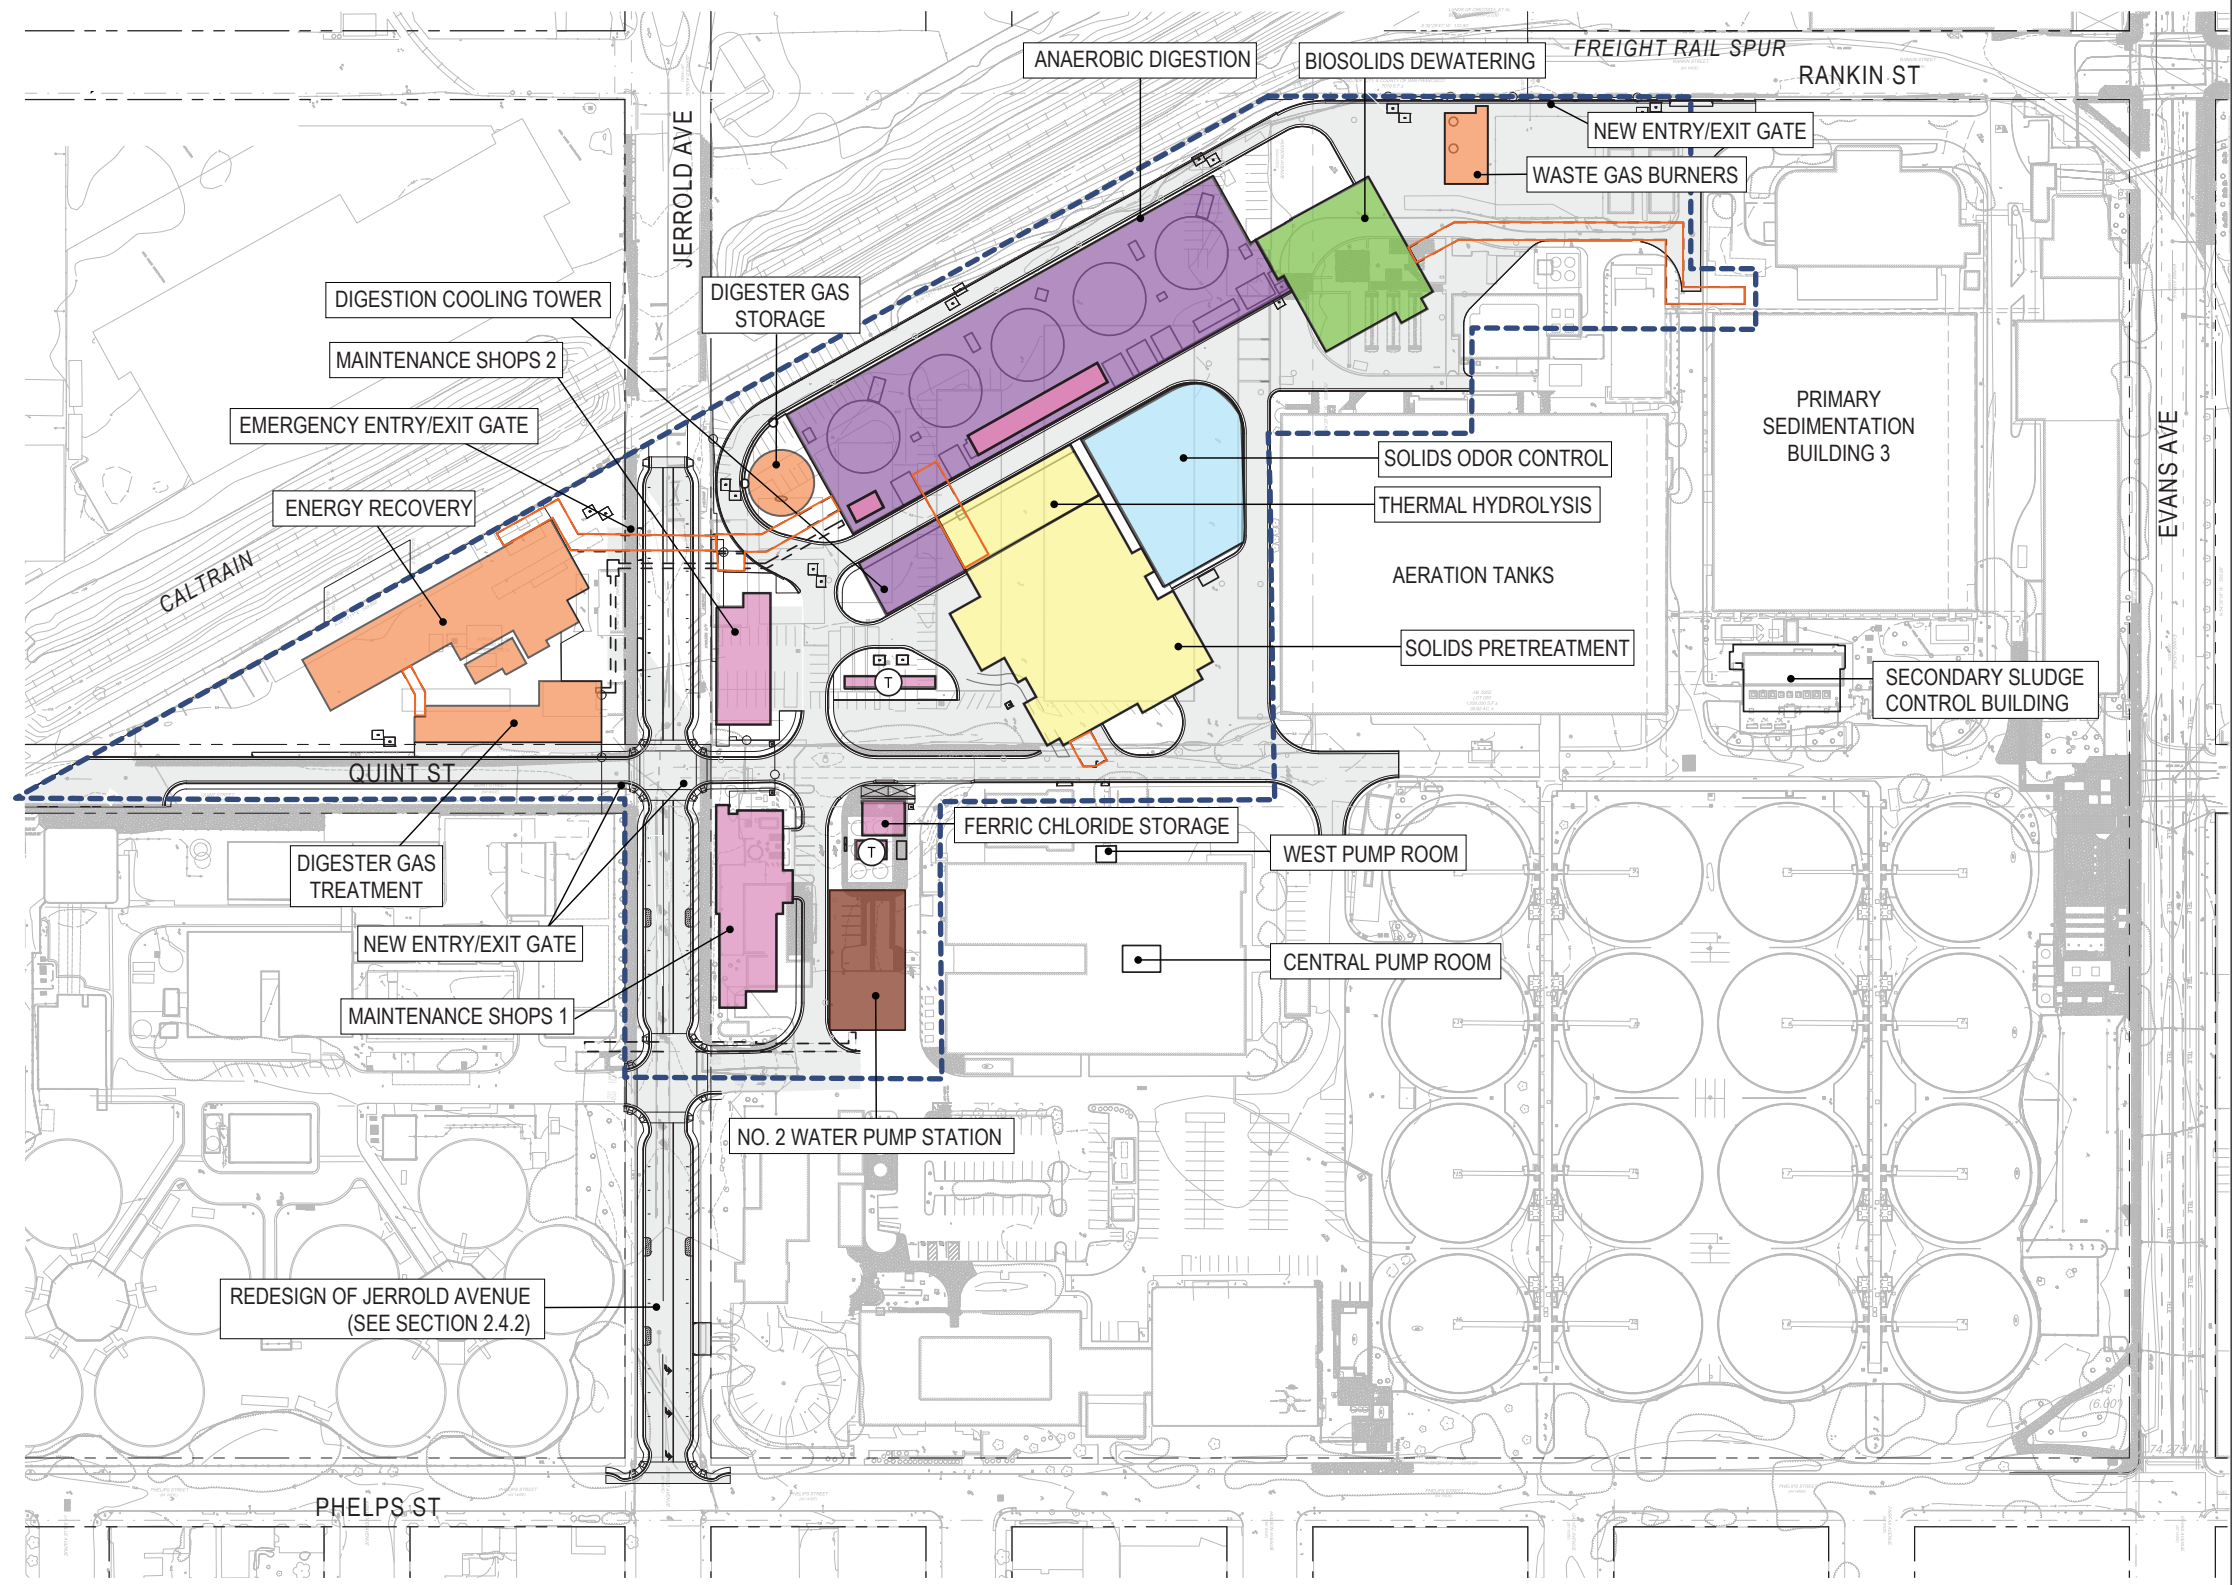 FREIGHT RAIL SPUR
RANKIN ST
ANAEROBIC DIGESTION
BIOSOLIDS DEWATERING
NEW ENTRY/EXIT GATE
WASTE GAS BURNERS
JERROLD AVE
DIGESTION COOLING TOWER
DIGESTER GAS
STORAGE
MAINTENANCE SHOPS 2
EMERGENCY ENTRY/EXIT GATE
ENERGY RECOVERY
CALTRAIN
PRIMARY
SEDIMENTATION
BUILDING 3
EVANS AVE
SOLIDS ODOR CONTROL
THERMAL HYDROLYSIS
AERATION TANKS
SOLIDS PRETREATMENT
SECONDARY SLUDGE
CONTROL BUILDING
T
QUINT ST
FERRIC CHLORIDE STORAGE
T
WEST PUMP ROOM
DIGESTER GAS
TREATMENT
NEW ENTRY/EXIT GATE
CENTRAL PUMP ROOM
MAINTENANCE SHOPS 1
NO. 2 WATER PUMP STATION
REDESIGN OF JERROLD AVENUE
(SEE SECTION 2.4.2)
PHELPS ST